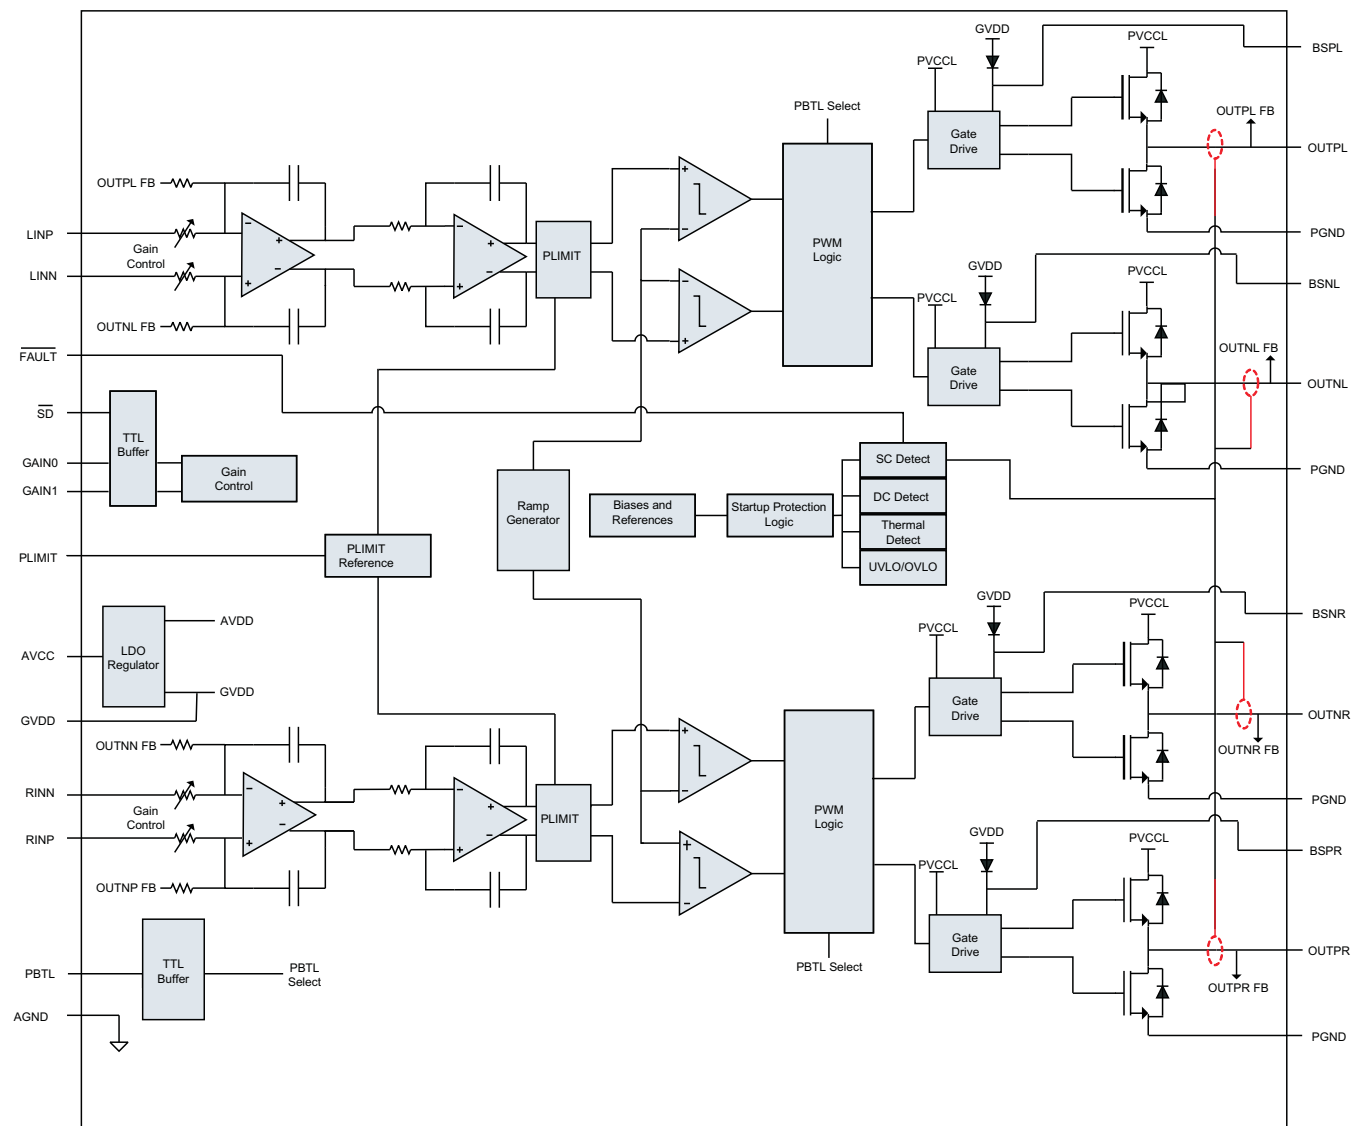 GVDD
PVCCL
BSPL
PVCCL
OUTPL FB
PBTL Select
Gate
Drive
OUTPL
OUTPL FB
LINP
Gain
Control
PLIMIT
PWM
Logic
PGND
LINN
GVDD
PVCCL
BSNL
PVCCL
OUTNL FB
FAULT
OUTNL FB
Gate
Drive
OUTNL
SD
TTL
Buffer
GAIN0
GAIN1
Gain
Control
SC Detect
PGND
Ramp
Generator
Biases and
References
Startup Protection
Logic
DC Detect
Thermal
Detect
UVLO/OVLO
PLIMIT
PLIMIT
Reference
GVDD
PVCCL
BSNR
AVDD
PVCCL
AVCC
LDO
Regulator
GVDD
Gate
Drive
GVDD
OUTNR
OUTNN FB
OUTNR FB
RINN
Gain
Control
PLIMIT
PWM
Logic
PGND
RINP
GVDD
PVCCL
BSPR
PVCCL
OUTNP FB
Gate
Drive
OUTPR
PBTL
TTL
Buffer
PBTL
Select
PBTL Select
OUTPR FB
AGND
PGND